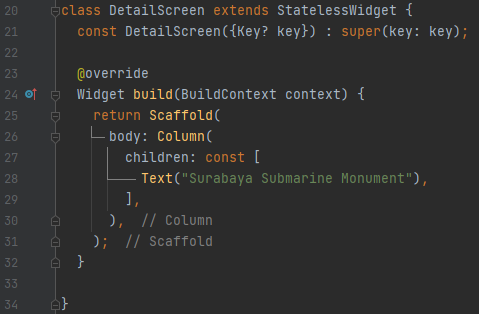 20 class DetailScreen extends StatelessWidget {
21   const DetailScreen({Key? key}) : super(key: key);
22
23   @override
24   Widget build(BuildContext context) {
25     return Scaffold(
26       body: Column(
27         children: const [
28           Text("Surabaya Submarine Monument"),
29         ],
30       ),  // Column
31     );  // Scaffold
32   }
33
34 }